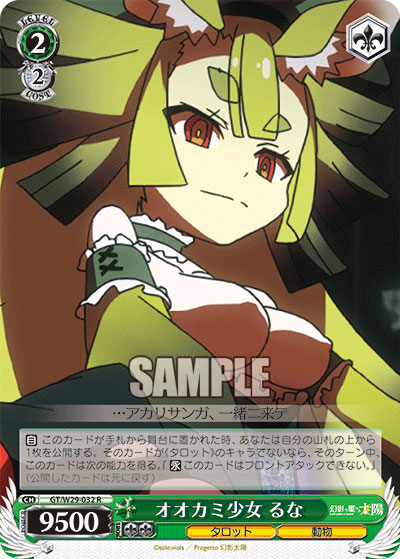 LEVEL
2
2
COST
SAMPLE
…アカリサンガ、一緒ニ来テ
自 このカードが手札から舞台に置かれた時、あなたは自分の山札の上から
1枚を公開する。そのカードが《タロット》のキャラでないなら、そのターン中、
このカードは次の能力を得る。『永 このカードはフロントアタックできない。』
(公開したカードは元に戻す)
CH GT/W29-032 R
9500
オオカミ少女 るな
幻影ヲ駆ケル太陽
タロット
動物
©sole;viola / Progetto 幻影太陽